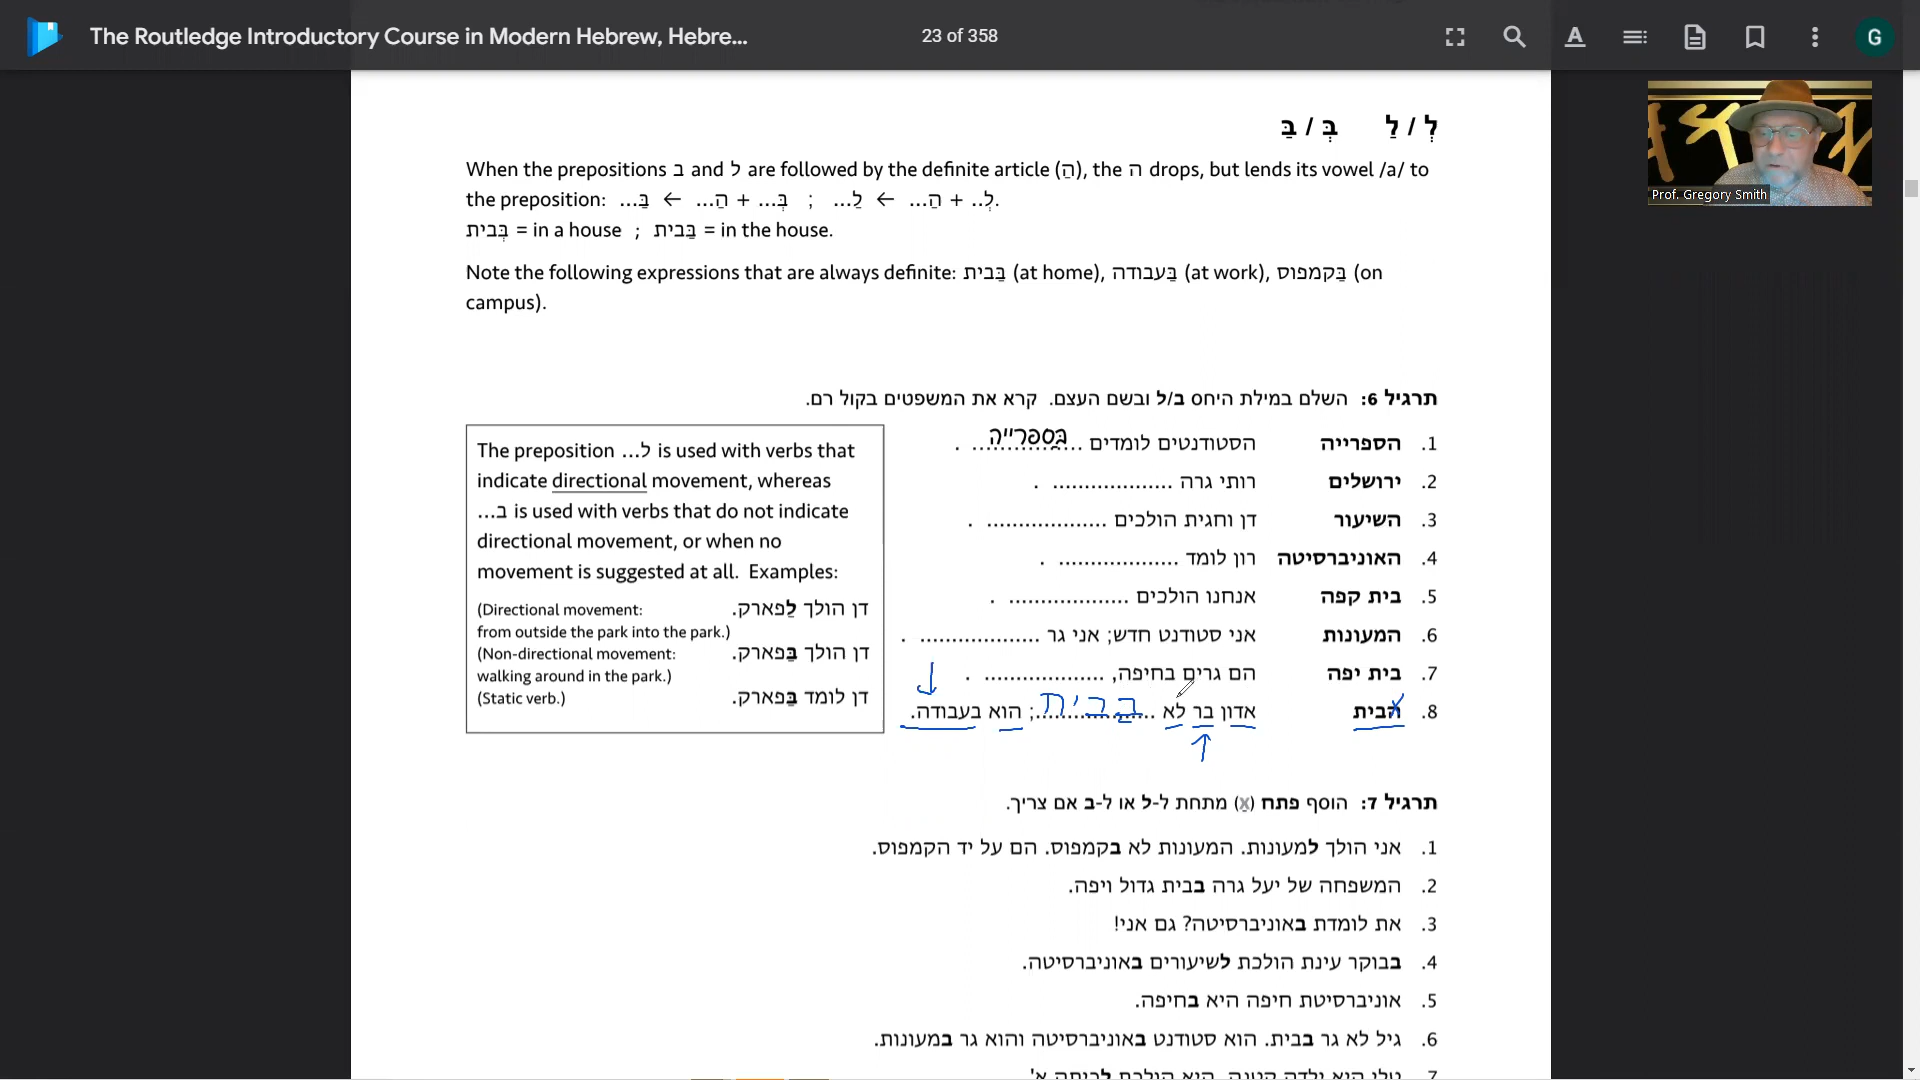 The Routledge Introductory Course in Modern Hebrew, Hebre...
23 of 358
G
Prof. Gregory Smith
לְ / לַ    בְּ / בַּ
When the prepositions ב and ל are followed by the definite article (הַ), the ה drops, but lends its vowel /a/ to
the preposition: לְ... + הַ... ← לַ... ; בְּ... + הַ... ← בַּ...
בְּבית = in a house ; בַּבית = in the house.
Note the following expressions that are always definite: בַּבית (at home), בַּעבודה (at work), בַּקמפוס (on
campus).
תרגיל 6: השלם במילת היחס ב/ל ובשם העצם. קרא את המשפטים בקול רם.
1. הספרייה הסטודנטים לומדים בַּספרייה .
2. ירושלים רותי גרה ................... .
3. השיעור דן וחגית הולכים ................... .
4. האוניברסיטה רון לומד ................... .
5. בית קפה אנחנו הולכים ................... .
6. המעונות אני סטודנט חדש; אני גר ................... .
7. בית יפה הם גרים בחיפה, ................... .
8. הבית אדון בר לא בַּבית; הוא בעבודה.
The preposition ל... is used with verbs that
indicate directional movement, whereas
ב... is used with verbs that do not indicate
directional movement, or when no
movement is suggested at all. Examples:
(Directional movement: דן הולך לַפארק.
from outside the park into the park.)
(Non-directional movement: דן הולך בַּפארק.
walking around in the park.)
(Static verb.) דן לומד בַּפארק.
תרגיל 7: הוסף פתח (אַ) מתחת ל-ל או ל-ב אם צריך.
1. אני הולך למעונות. המעונות לא בקמפוס. הם על יד הקמפוס.
2. המשפחה של יעל גרה בבית גדול ויפה.
3. את לומדת באוניברסיטה? גם אני!
4. בבוקר עינת הולכת לשיעורים באוניברסיטה.
5. אוניברסיטת חיפה היא בחיפה.
6. גיל לא גר בבית. הוא סטודנט באוניברסיטה והוא גר במעונות.
7. טלי היא ילדה קטנה. היא הולכת לכיתה א'